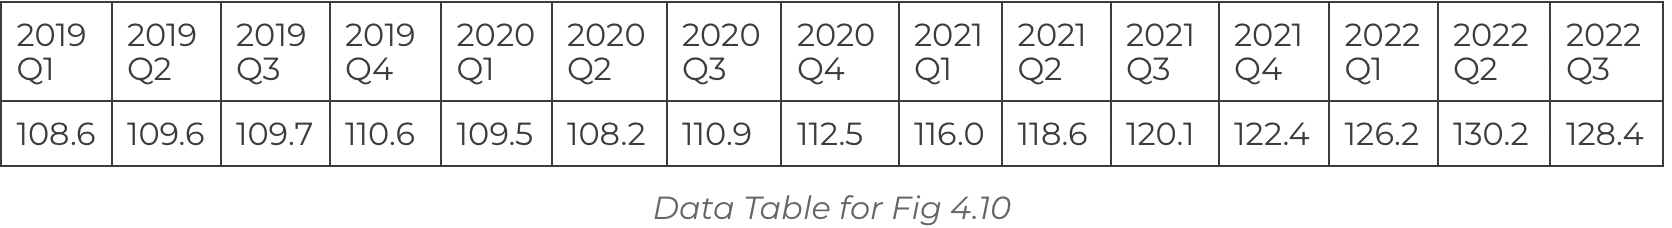 2019 2019 2019 2019 2020 2020 2020 2020 2021 2021 2021 2021 2022 2022 2022
Q1 Q2 Q3 Q4 Q1 Q2 Q3 Q4 Q1 Q2 Q3 Q4 Q1 Q2 Q3
108.6 109.6 109.7 110.6 109.5 108.2 110.9 112.5 116.0 118.6 120.1 122.4 126.2 130.2 128.4
Data Table for Fig 4.10